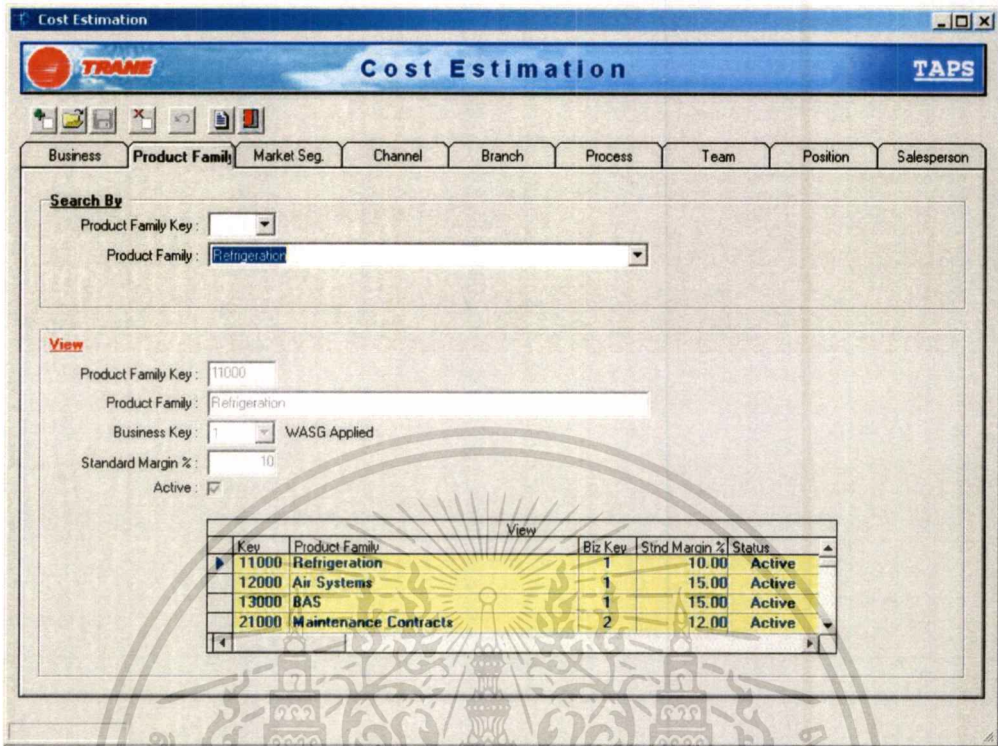 Cost Estimation
TRANE Cost Estimation TAPS
Business Product Famil Market Seg. Channel Branch Process Team Position Salesperson
Search By
Product Family Key :
Product Family : Refrigeration
View
Product Family Key : 11000
Product Family : Refrigeration
Business Key : 1 WASG Applied
Standard Margin % : 10
Active :
View
Key Product Family Biz Key Stnd Margin % Status
11000 Refrigeration 1 10.00 Active
12000 Air Systems 1 15.00 Active
13000 BAS 1 15.00 Active
21000 Maintenance Contracts 2 12.00 Active